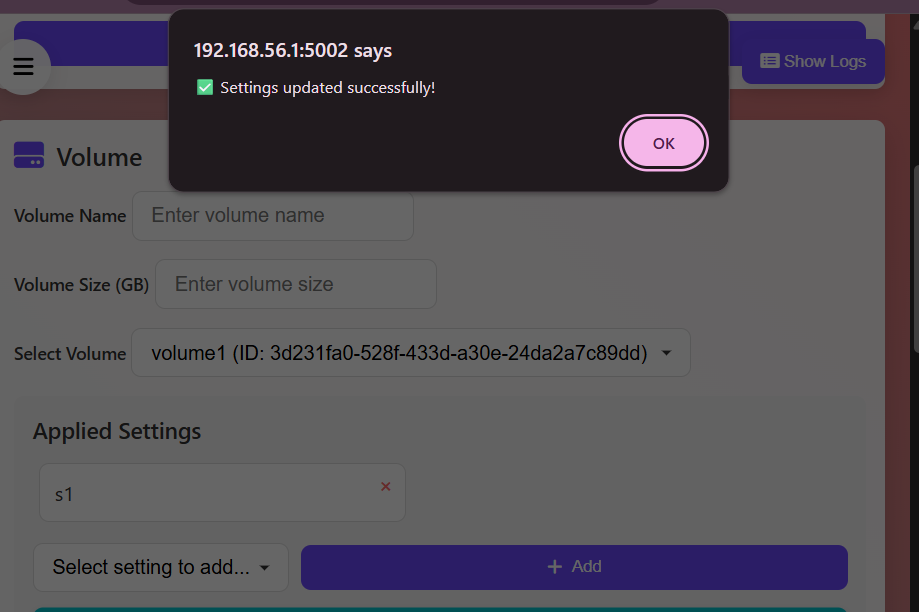 192.168.56.1:5002 says
✅ Settings updated successfully!
OK
Show Logs
Volume
Volume Name Enter volume name
Volume Size (GB) Enter volume size
Select Volume volume1 (ID: 3d231fa0-528f-433d-a30e-24da2a7c89dd)
Applied Settings
s1 ×
Select setting to add... + Add